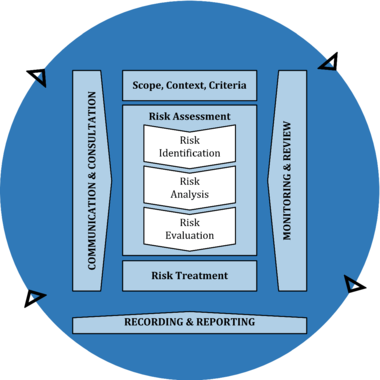 Scope, Context, Criteria
COMMUNICATION & CONSULTATION
Risk Assessment
Risk
Identification
Risk
Analysis
Risk
Evaluation
MONITORING & REVIEW
Risk Treatment
RECORDING & REPORTING